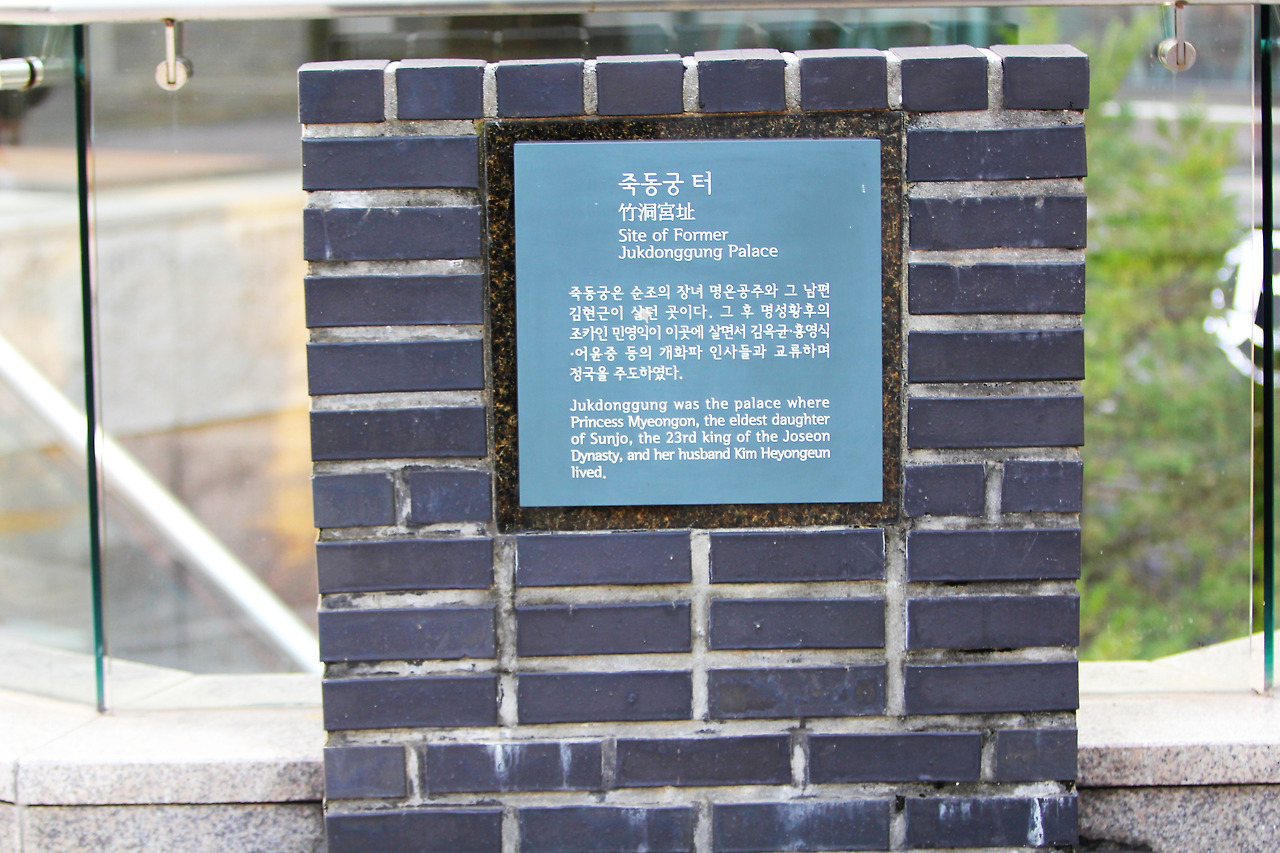 죽동궁 터
竹洞宮址
Site of Former
Jukdonggung Palace
죽동궁은 순조의 장녀 명온공주와 그 남편
김현근이 살던 곳이다. 그 후 명성황후의
조카인 민영익이 이곳에 살면서 김옥균·홍영식
·어윤중 등의 개화파 인사들과 교류하며
정국을 주도하였다.
Jukdonggung was the palace where
Princess Myeongon, the eldest daughter
of Sunjo, the 23rd king of the Joseon
Dynasty, and her husband Kim Heyongeun
lived.